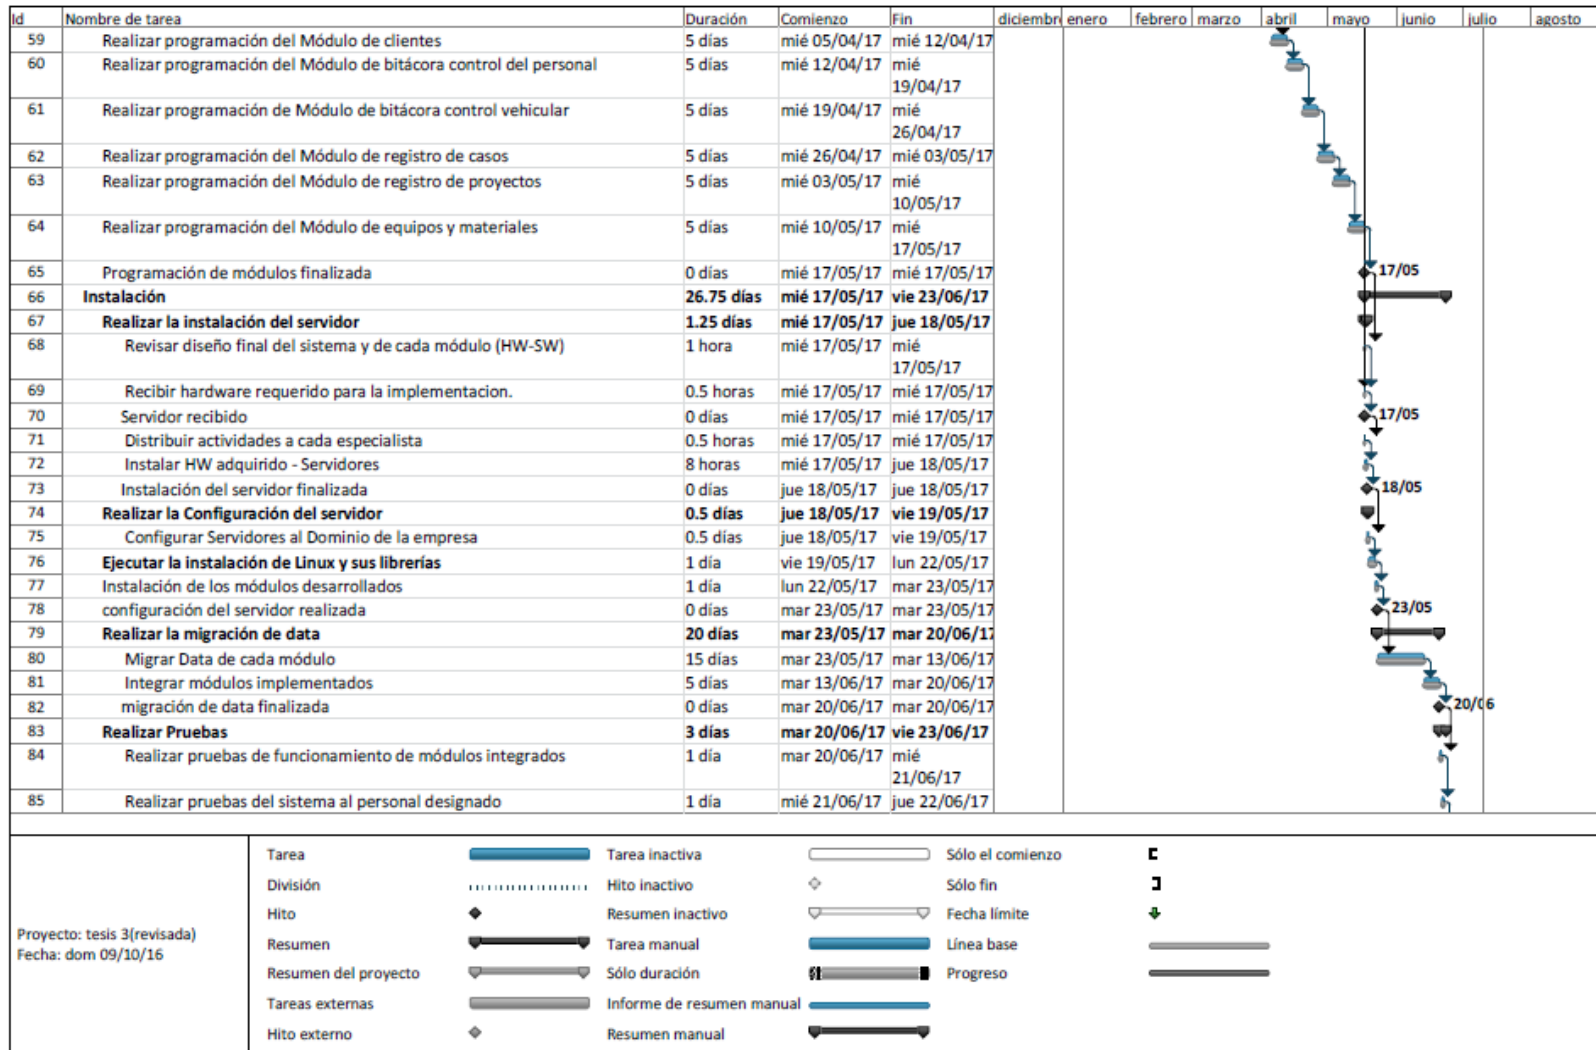 Id Nombre de tarea Duración Comienzo Fin diciembre enero febrero marzo abril mayo junio julio agosto
59 Realizar programación del Módulo de clientes 5 días mié 05/04/17 mié 12/04/17
60 Realizar programación del Módulo de bitácora control del personal 5 días mié 12/04/17 mié
19/04/17
61 Realizar programación de Módulo de bitácora control vehicular 5 días mié 19/04/17 mié
26/04/17
62 Realizar programación del Módulo de registro de casos 5 días mié 26/04/17 mié 03/05/17
63 Realizar programación del Módulo de registro de proyectos 5 días mié 03/05/17 mié
10/05/17
64 Realizar programación del Módulo de equipos y materiales 5 días mié 10/05/17 mié
17/05/17
65 Programación de módulos finalizada 0 días mié 17/05/17 mié 17/05/17 17/05
66 Instalación 26.75 días mié 17/05/17 vie 23/06/17
67 Realizar la instalación del servidor 1.25 días mié 17/05/17 jue 18/05/17
68 Revisar diseño final del sistema y de cada módulo (HW-SW) 1 hora mié 17/05/17 mié
17/05/17
69 Recibir hardware requerido para la implementacion. 0.5 horas mié 17/05/17 mié 17/05/17
70 Servidor recibido 0 días mié 17/05/17 mié 17/05/17 17/05
71 Distribuir actividades a cada especialista 0.5 horas mié 17/05/17 mié 17/05/17
72 Instalar HW adquirido - Servidores 8 horas mié 17/05/17 jue 18/05/17
73 Instalación del servidor finalizada 0 días jue 18/05/17 jue 18/05/17 18/05
74 Realizar la Configuración del servidor 0.5 días jue 18/05/17 vie 19/05/17
75 Configurar Servidores al Dominio de la empresa 0.5 días jue 18/05/17 vie 19/05/17
76 Ejecutar la instalación de Linux y sus librerías 1 día vie 19/05/17 lun 22/05/17
77 Instalación de los módulos desarrollados 1 día lun 22/05/17 mar 23/05/17
78 configuración del servidor realizada 0 días mar 23/05/17 mar 23/05/17 23/05
79 Realizar la migración de data 20 días mar 23/05/17 mar 20/06/17
80 Migrar Data de cada módulo 15 días mar 23/05/17 mar 13/06/17
81 Integrar módulos implementados 5 días mar 13/06/17 mar 20/06/17
82 migración de data finalizada 0 días mar 20/06/17 mar 20/06/17 20/06
83 Realizar Pruebas 3 días mar 20/06/17 vie 23/06/17
84 Realizar pruebas de funcionamiento de módulos integrados 1 día mar 20/06/17 mié
21/06/17
85 Realizar pruebas del sistema al personal designado 1 día mié 21/06/17 jue 22/06/17
Proyecto: tesis 3(revisada)
Fecha: dom 09/10/16
Tarea Tarea inactiva Sólo el comienzo
División Hito inactivo Sólo fin
Hito Resumen inactivo Fecha límite
Resumen Tarea manual Línea base
Resumen del proyecto Sólo duración Progreso
Tareas externas Informe de resumen manual
Hito externo Resumen manual